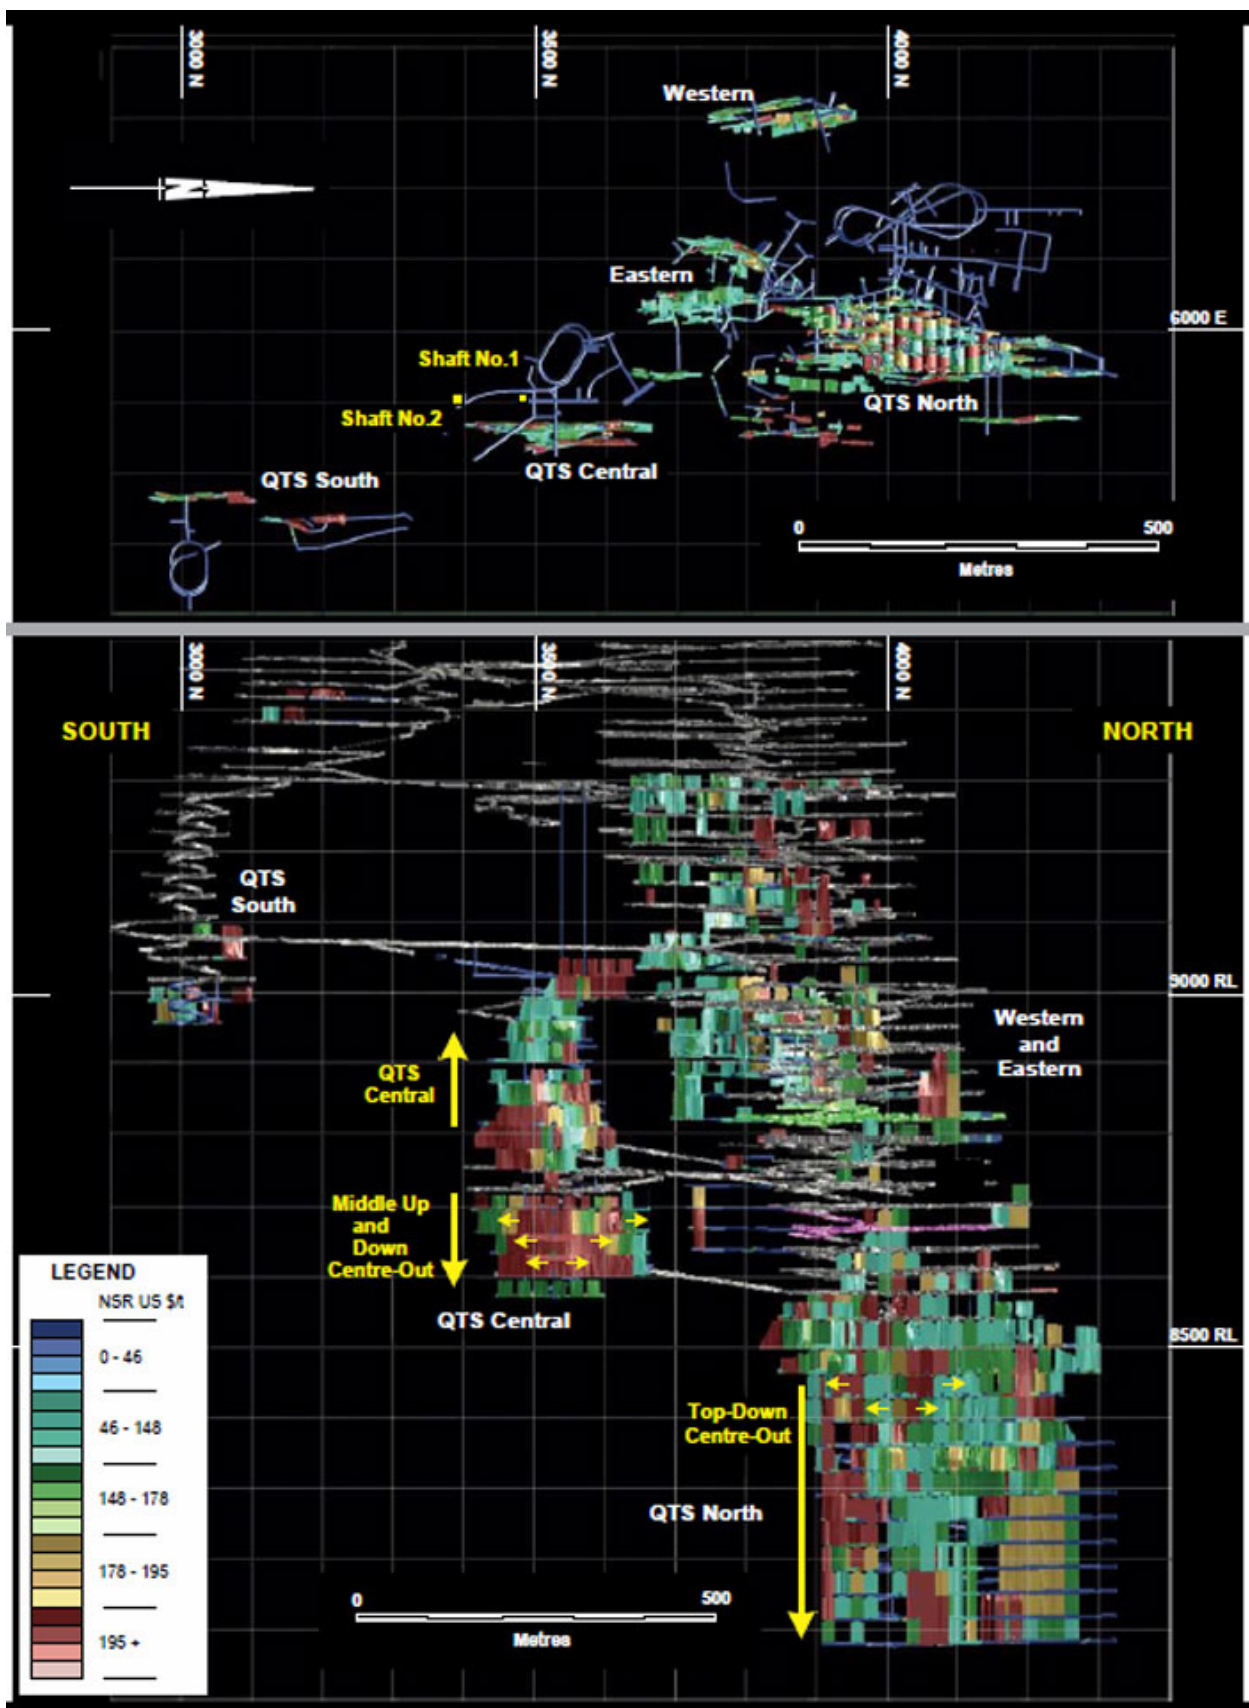 3000 N
3500 N
4000 N
Western
N
Eastern
6000 E
Shaft No.1
Shaft No.2
QTS North
QTS Central
QTS South
0
500
Metres
3000 N
3500 N
4000 N
SOUTH
NORTH
QTS
South
9000 RL
Western
and
Eastern
QTS
Central
Middle Up
and
Down
Centre-Out
QTS Central
8500 RL
Top-Down
Centre-Out
QTS North
LEGEND
NSR US $/t
0 - 46
46 - 148
148 - 178
178 - 195
195 +
0
500
Metres